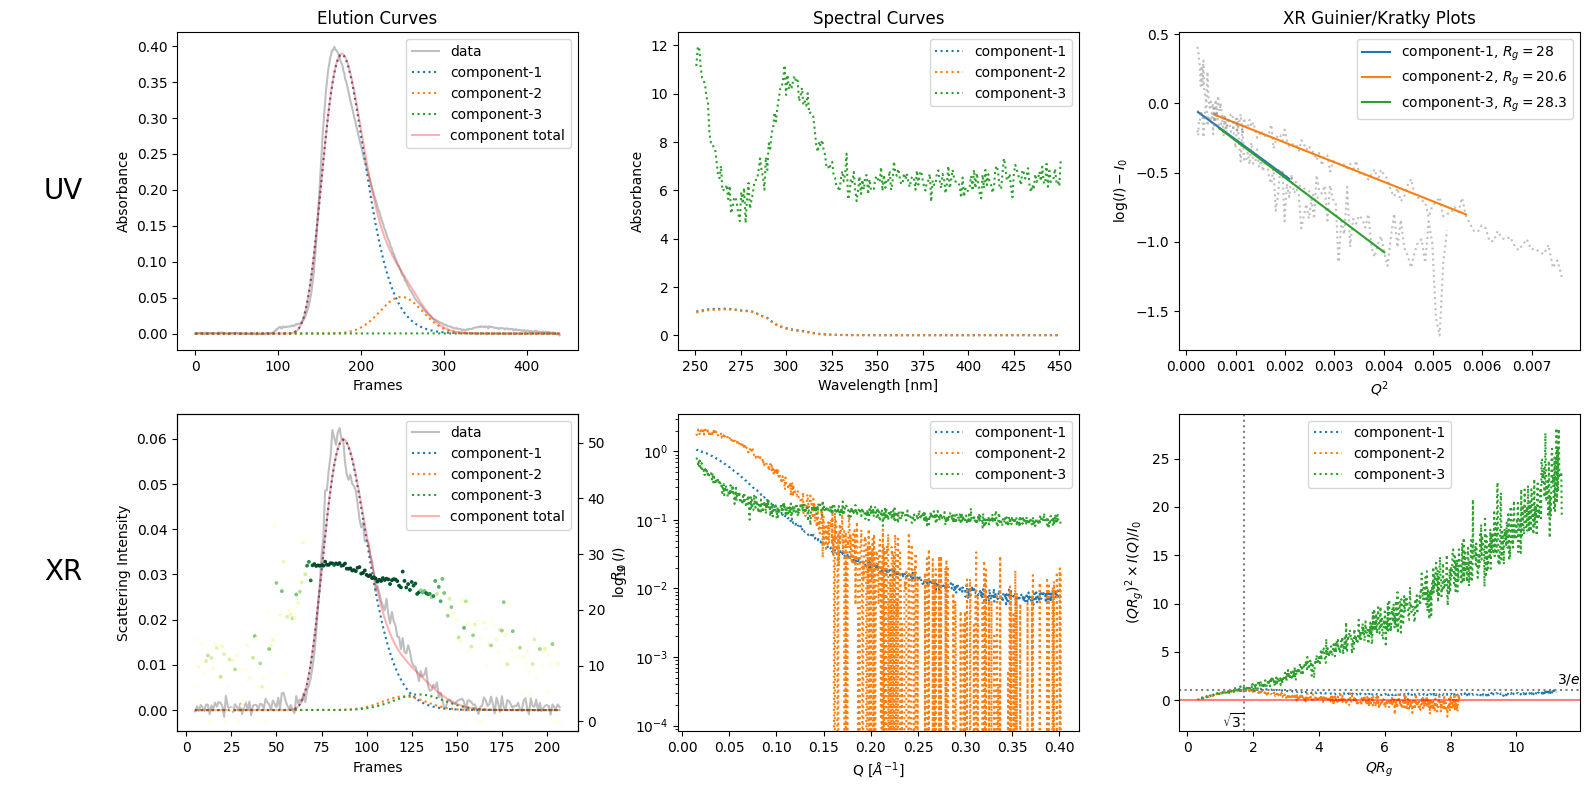 Elution Curves
Spectral Curves
XR Guinier/Kratky Plots
UV
XR
Absorbance
0.40
0.35
0.30
0.25
0.20
0.15
0.10
0.05
0.00
0 100 200 300 400
Frames
data
component-1
component-2
component-3
component total
Absorbance
12
10
8
6
4
2
0
250 275 300 325 350 375 400 425 450
Wavelength [nm]
component-1
component-2
component-3
log(I) − I₀
0.5
0.0
−0.5
−1.0
−1.5
0.000 0.001 0.002 0.003 0.004 0.005 0.006 0.007
Q²
component-1, R_g = 28
component-2, R_g = 20.6
component-3, R_g = 28.3
Scattering Intensity
0.06
0.05
0.04
0.03
0.02
0.01
0.00
0 25 50 75 100 125 150 175 200
Frames
data
component-1
component-2
component-3
component total
50
40
30
20
10
0
10⁰
10⁻¹
10⁻²
10⁻³
10⁻⁴
0.00 0.05 0.10 0.15 0.20 0.25 0.30 0.35 0.40
Q [Å⁻¹]
component-1
component-2
component-3
(QR_g)² × I(Q)/I₀
25
20
15
10
5
0
0 2 4 6 8 10
QR_g
component-1
component-2
component-3
3/e
√3